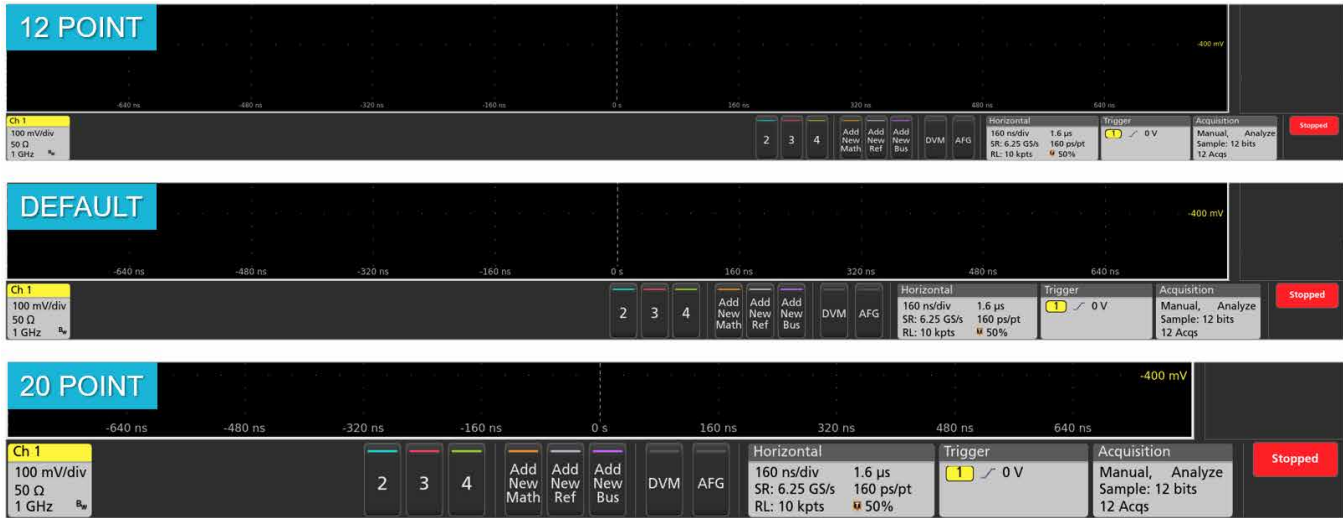 12 POINT
-400 mV
-640 ns -480 ns -320 ns -160 ns 0 s 160 ns 320 ns 480 ns 640 ns
Ch 1
100 mV/div
50 Ω
1 GHz Bw
2 3 4
Add New Math
Add New Ref
Add New Bus
DVM AFG
Horizontal
160 ns/div 1.6 µs
SR: 6.25 GS/s 160 ps/pt
RL: 10 kpts 50%
Trigger
1 0 V
Acquisition
Manual, Analyze
Sample: 12 bits
12 Acqs
Stopped
DEFAULT
-400 mV
-640 ns -480 ns -320 ns -160 ns 0 s 160 ns 320 ns 480 ns 640 ns
Ch 1
100 mV/div
50 Ω
1 GHz Bw
2 3 4
Add New Math
Add New Ref
Add New Bus
DVM AFG
Horizontal
160 ns/div 1.6 µs
SR: 6.25 GS/s 160 ps/pt
RL: 10 kpts 50%
Trigger
1 0 V
Acquisition
Manual, Analyze
Sample: 12 bits
12 Acqs
Stopped
20 POINT
-400 mV
-640 ns -480 ns -320 ns -160 ns 0 s 160 ns 320 ns 480 ns 640 ns
Ch 1
100 mV/div
50 Ω
1 GHz Bw
2 3 4
Add New Math
Add New Ref
Add New Bus
DVM AFG
Horizontal
160 ns/div 1.6 µs
SR: 6.25 GS/s 160 ps/pt
RL: 10 kpts 50%
Trigger
1 0 V
Acquisition
Manual, Analyze
Sample: 12 bits
12 Acqs
Stopped